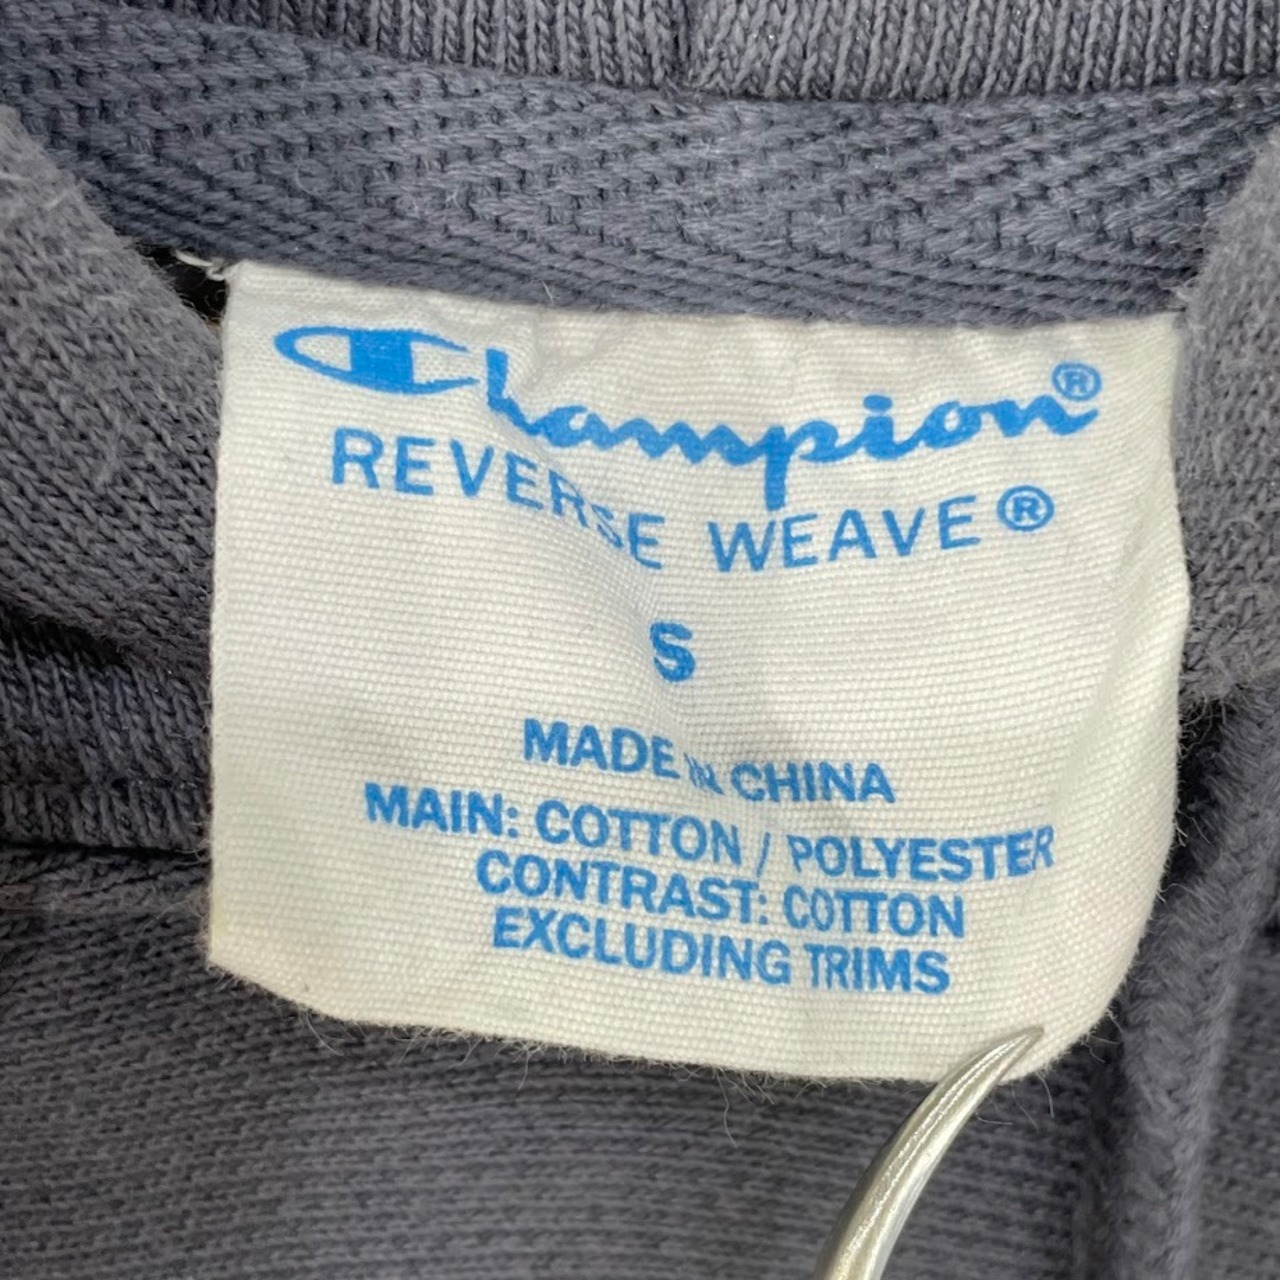 Champion®
REVERSE WEAVE®
S
MADE IN CHINA
MAIN: COTTON / POLYESTER
CONTRAST: COTTON
EXCLUDING TRIMS